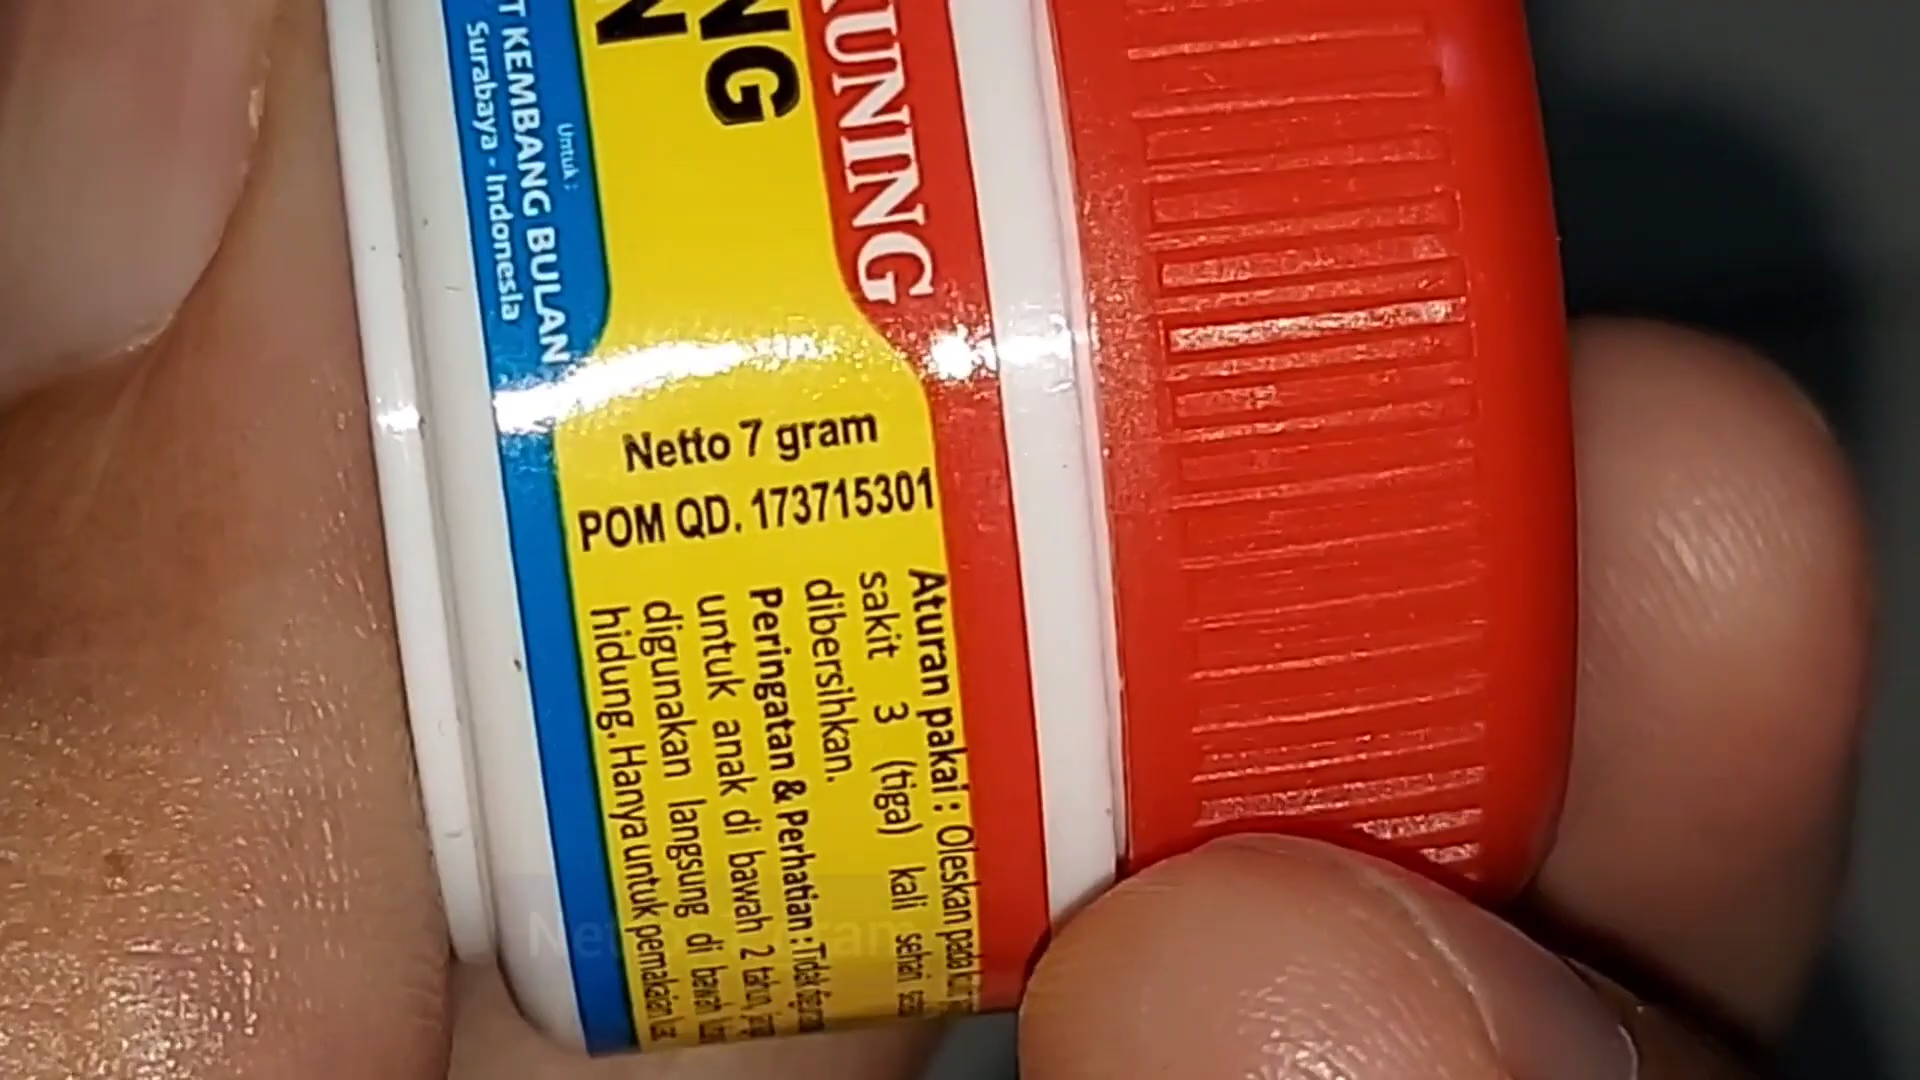 KUNING
NG
N
Untuk :
T KEMBANG BULAN
Surabaya - Indonesia
Netto 7 gram
POM QD. 173715301
Aturan pakai : Oleskan pada
sakit 3 (tiga) kali sehari
dibersihkan.
Peringatan & Perhatian : Tidak
untuk anak di bawah 2 tahun,
digunakan langsung di bawah
hidung. Hanya untuk pemakaian